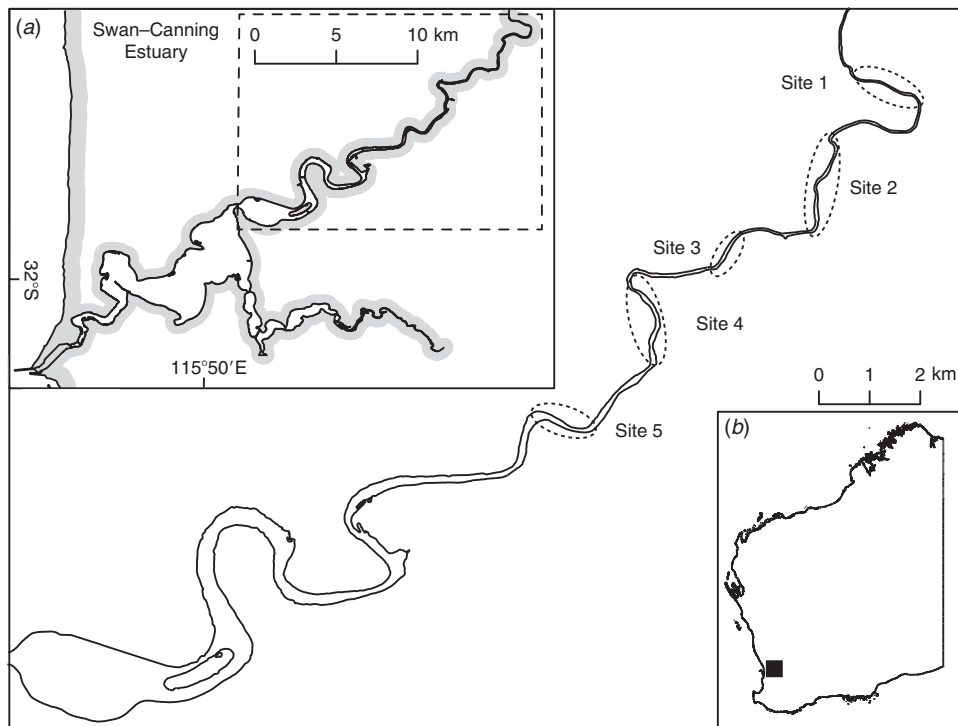 (a)
Swan–Canning
Estuary
0 5 10 km
32°S
115°50′E
Site 1
Site 2
Site 3
Site 4
Site 5
0 1 2 km
(b)